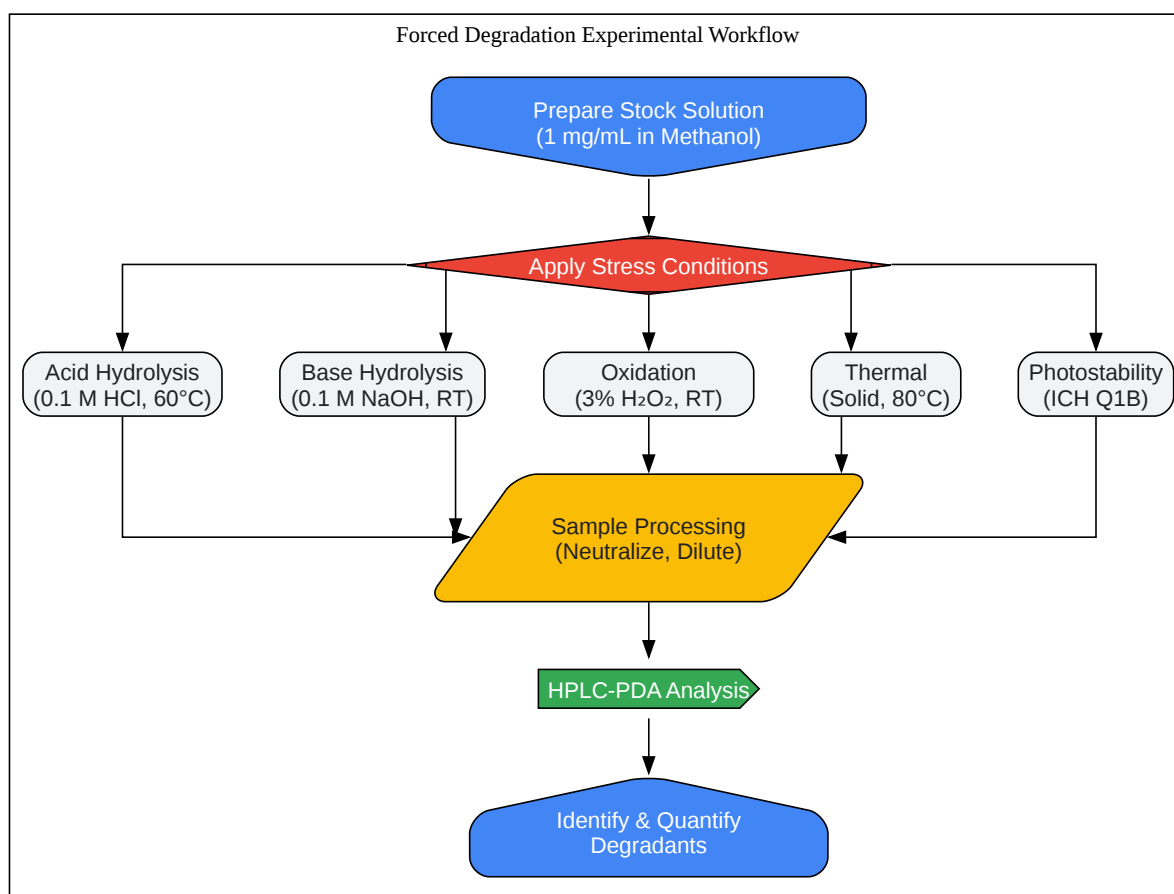 Forced Degradation Experimental Workflow
Prepare Stock Solution
(1 mg/mL in Methanol)
Apply Stress Conditions
Acid Hydrolysis
(0.1 M HCl, 60°C)
Base Hydrolysis
(0.1 M NaOH, RT)
Oxidation
(3% H₂O₂, RT)
Thermal
(Solid, 80°C)
Photostability
(ICH Q1B)
Sample Processing
(Neutralize, Dilute)
HPLC-PDA Analysis
Identify & Quantify
Degradants